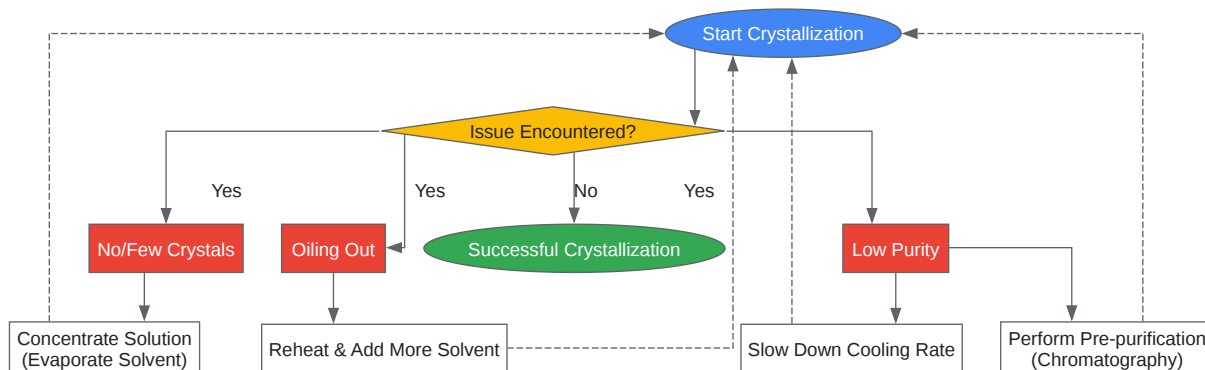 Start Crystallization
Issue Encountered?
Yes
Yes
No
Yes
No/Few Crystals
Oiling Out
Successful Crystallization
Low Purity
Concentrate Solution
(Evaporate Solvent)
Reheat & Add More Solvent
Slow Down Cooling Rate
Perform Pre-purification
(Chromatography)